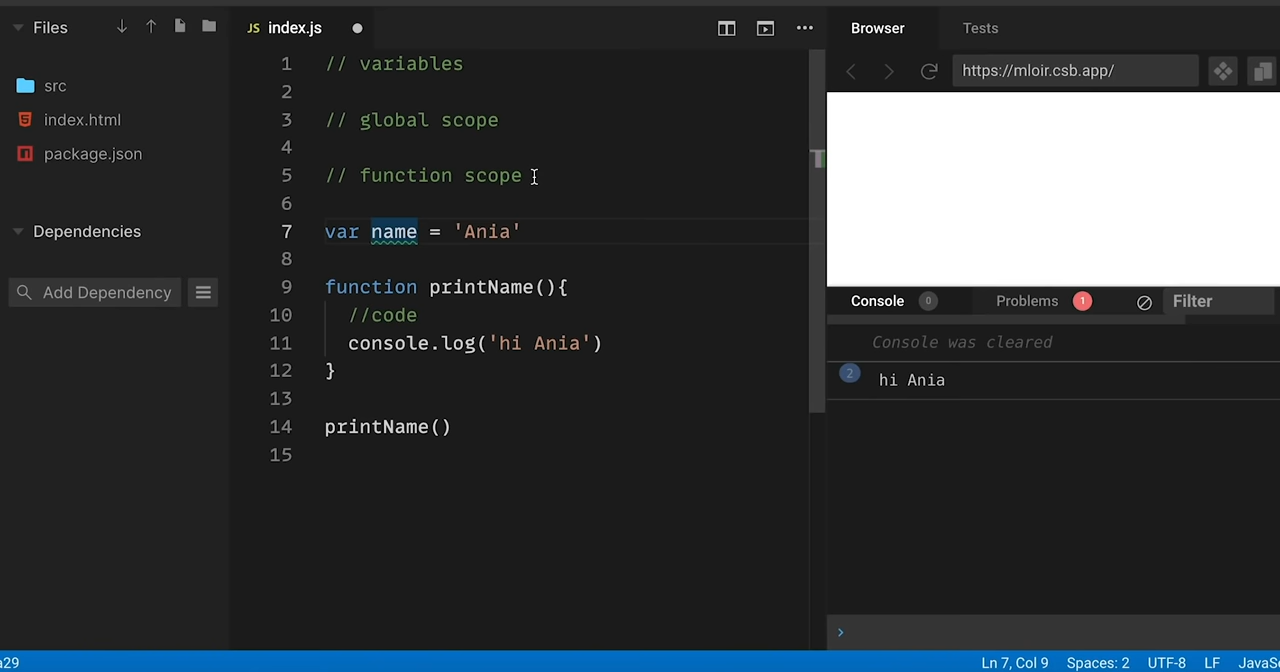 Files
JS index.js
Browser
Tests
https://mloir.csb.app/
src
index.html
package.json
Dependencies
Add Dependency
1 // variables
2
3 // global scope
4
5 // function scope
6
7 var name = 'Ania'
8
9 function printName(){
10 //code
11 console.log('hi Ania')
12 }
13
14 printName()
15
Console 0
Problems 1
Filter
Console was cleared
2 hi Ania
a29
Ln 7, Col 9 Spaces: 2 UTF-8 LF JavaSc